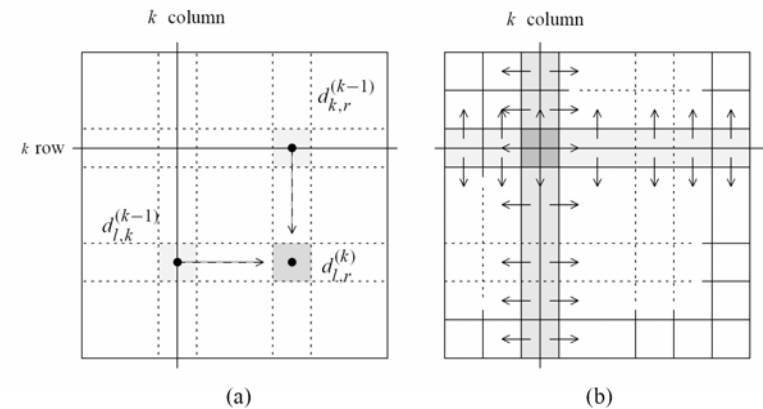 k column
k column
d_{k,r}^{(k−1)}
k row
d_{l,k}^{(k−1)}
d_{l,r}^{(k)}
(a)
(b)